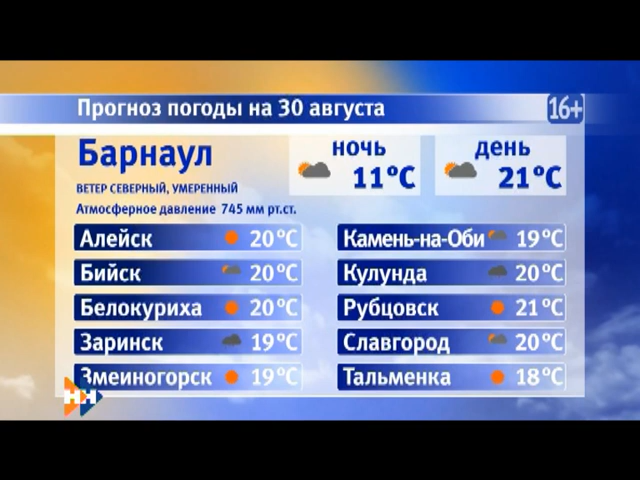 Прогноз погоды на 30 августа 16+
Барнаул
ВЕТЕР СЕВЕРНЫЙ, УМЕРЕННЫЙ
Атмосферное давление 745 мм рт.ст.
ночь
11°C
день
21°C
Алейск 20°C
Бийск 20°C
Белокуриха 20°C
Заринск 19°C
Змеиногорск 19°C
Камень-на-Оби 19°C
Кулунда 20°C
Рубцовск 21°C
Славгород 20°C
Тальменка 18°C
НН